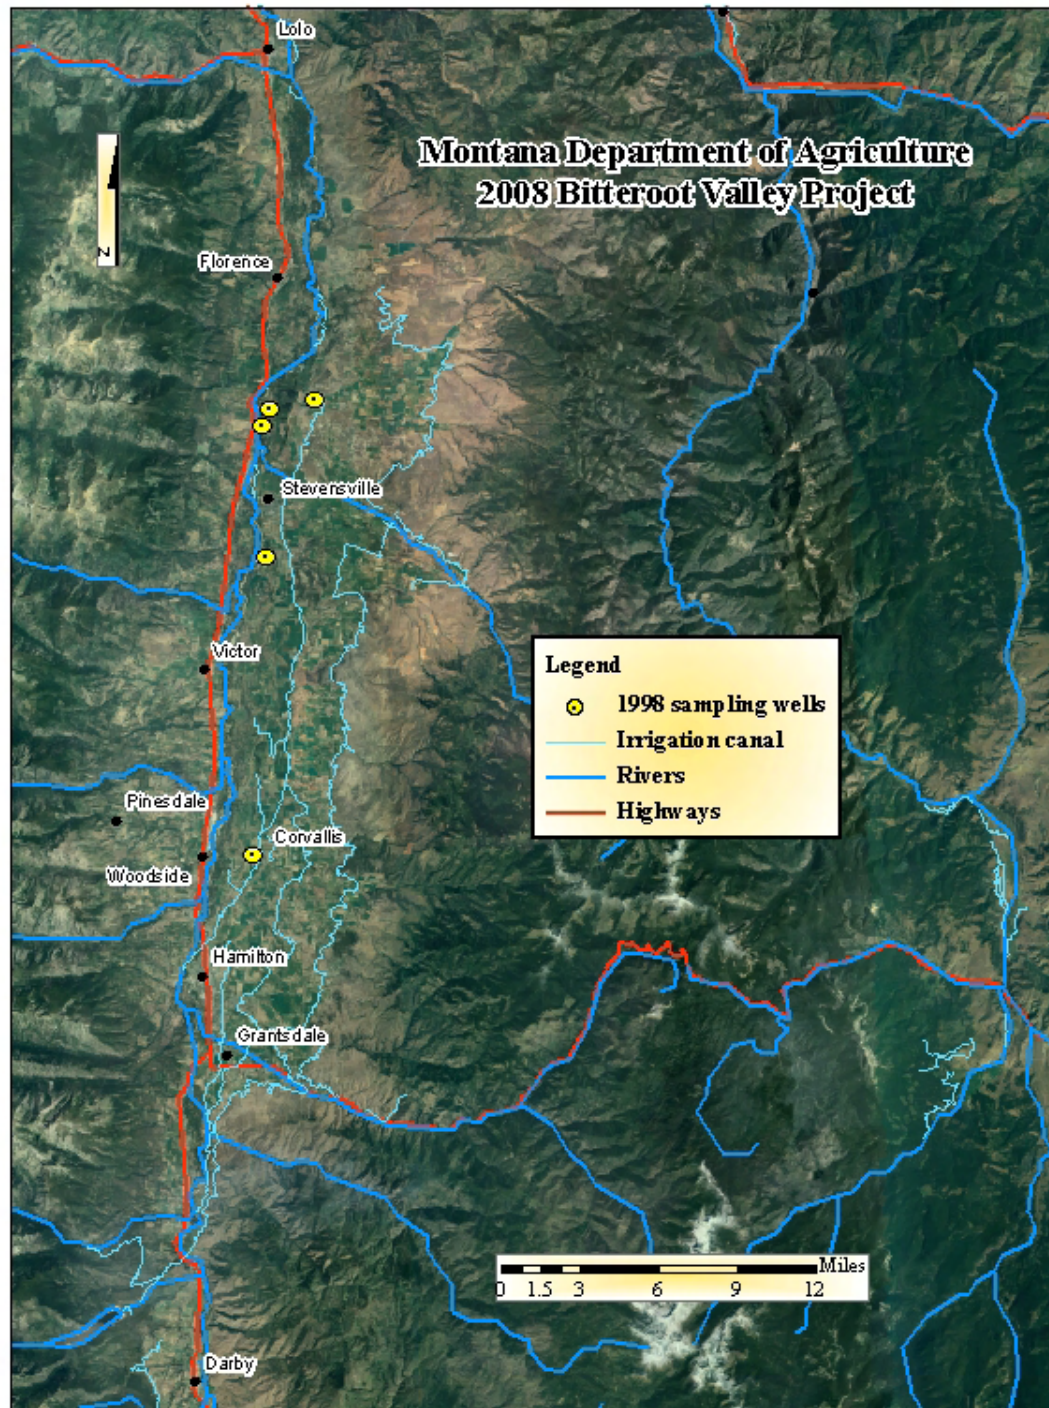 Lolo
Montana Department of Agriculture
2008 Bitteroot Valley Project
N
Florence
Stevensville
Victor
Legend
1998 sampling wells
Irrigation canal
Rivers
Highways
Pinesdale
Corvallis
Woodside
Hamilton
Grantsdale
Miles
0 1.5 3 6 9 12
Darby